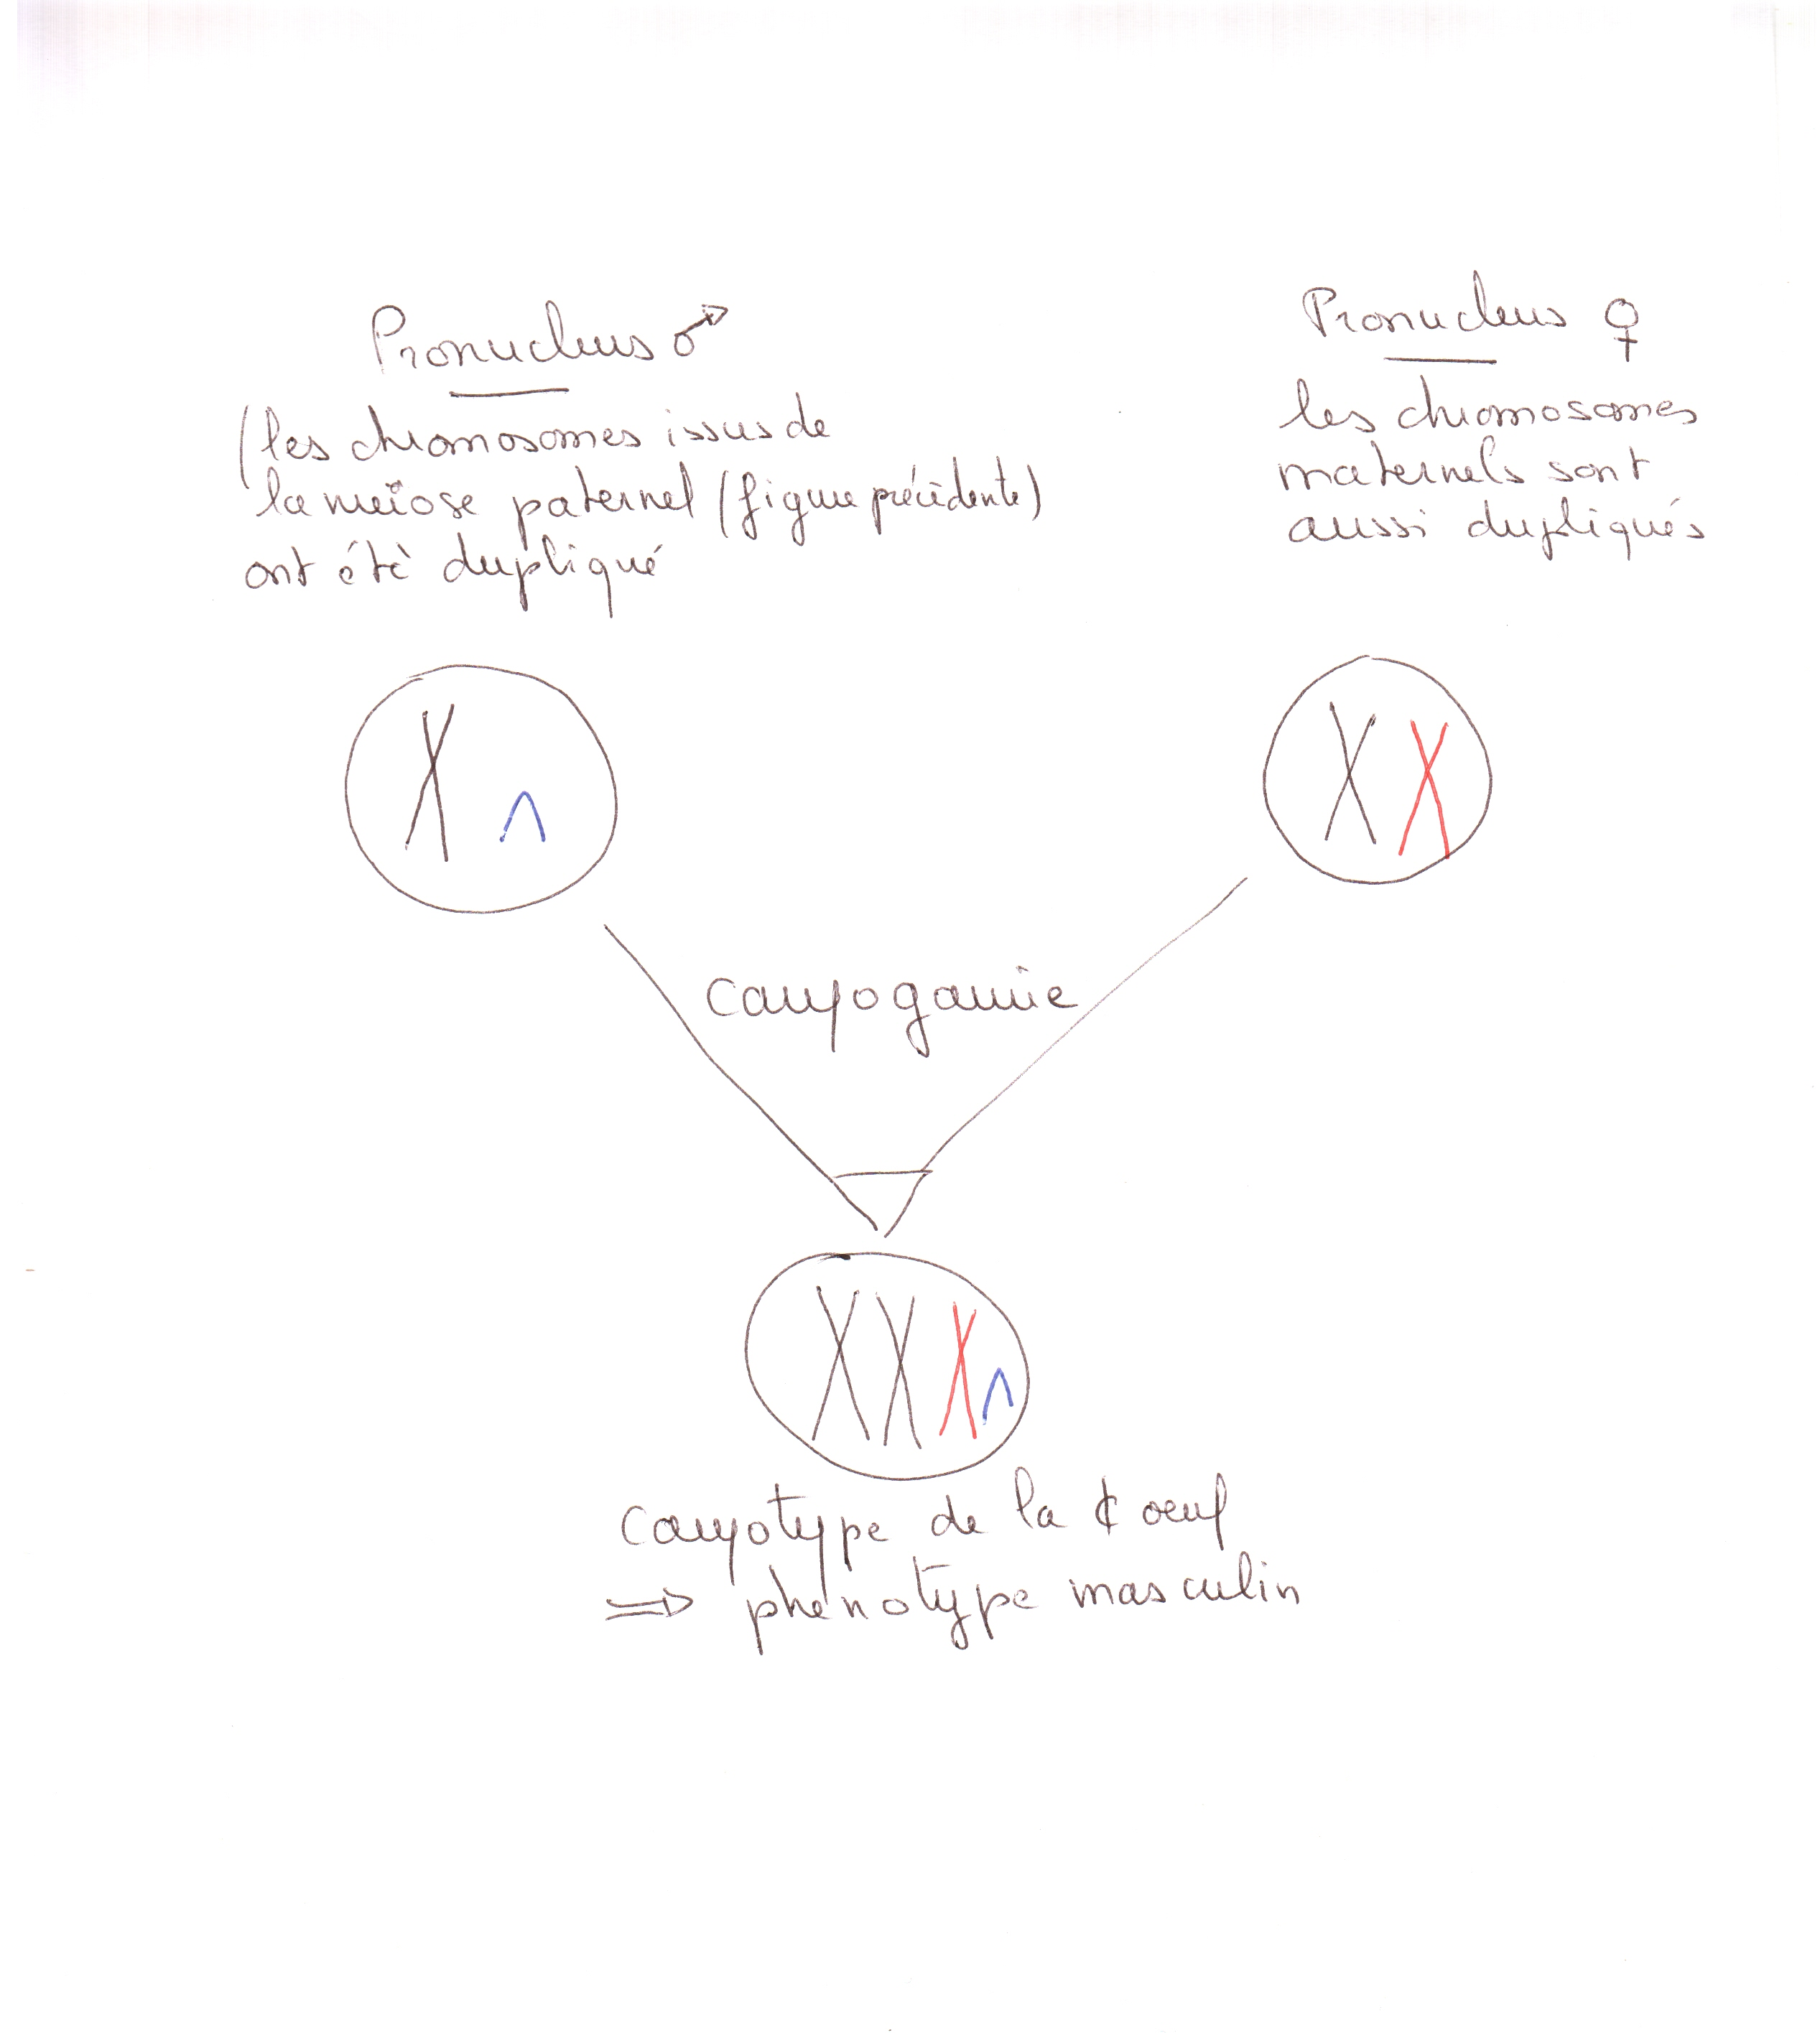 Pronucleus ♂
(les chromosomes issus de
la meïose paternel (figure précédente)
ont été dupliqué
Pronucleus ♀
les chromosomes
maternels sont
aussi dupliqués
caryogamie
caryotype de la ¢ oeuf
⇒ phénotype masculin